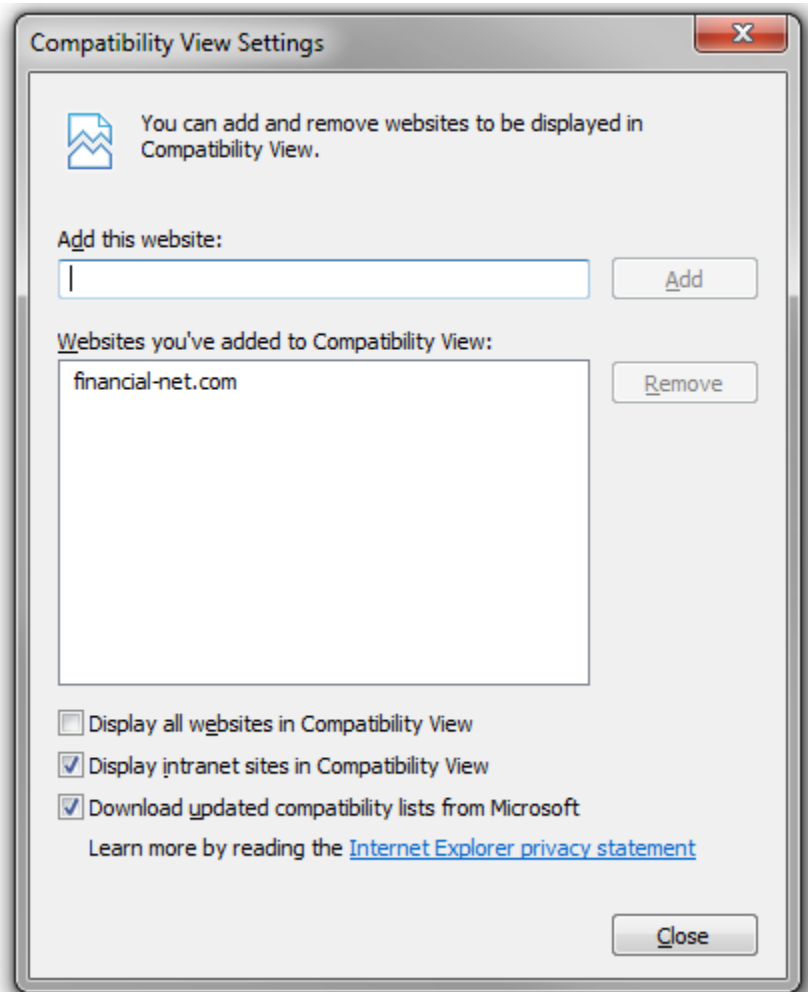 Compatibility View Settings
You can add and remove websites to be displayed in
Compatibility View.
Add this website:
Add
Websites you've added to Compatibility View:
financial-net.com
Remove
Display all websites in Compatibility View
Display intranet sites in Compatibility View
Download updated compatibility lists from Microsoft
Learn more by reading the Internet Explorer privacy statement
Close